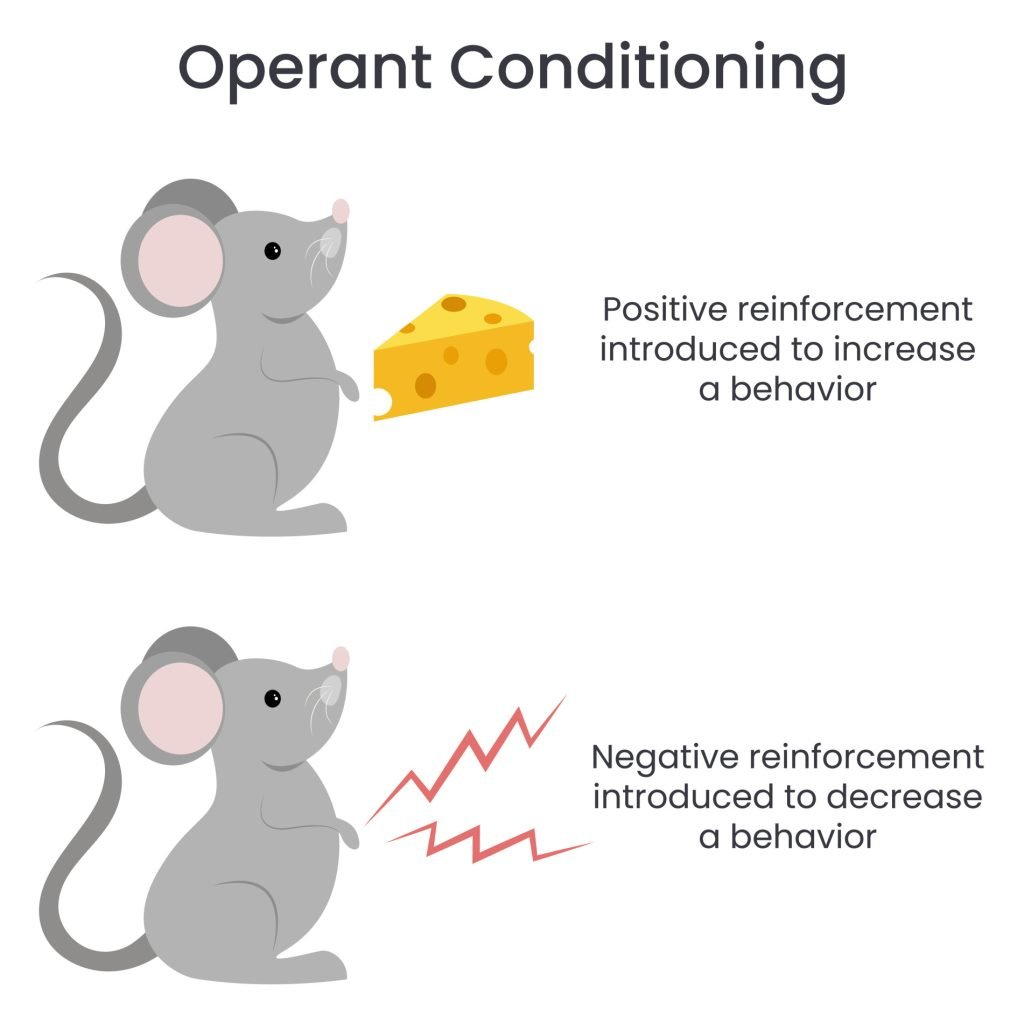 Operant Conditioning
Positive reinforcement
introduced to increase
a behavior
Negative reinforcement
introduced to decrease
a behavior